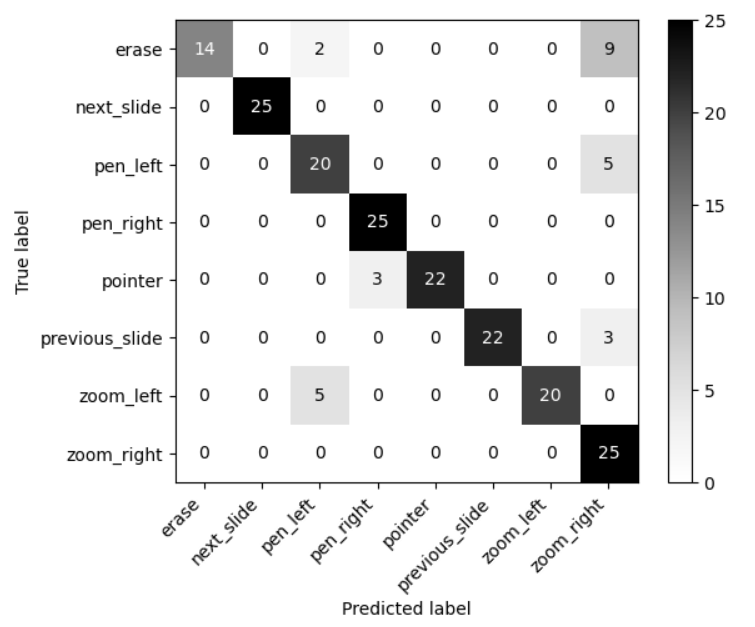 erase 14 0 2 0 0 0 0 9
next_slide 0 25 0 0 0 0 0 0
pen_left 0 0 20 0 0 0 0 5
pen_right 0 0 0 25 0 0 0 0
pointer 0 0 0 3 22 0 0 0
previous_slide 0 0 0 0 0 22 0 3
zoom_left 0 0 5 0 0 0 20 0
zoom_right 0 0 0 0 0 0 0 25
True label
erase
next_slide
pen_left
pen_right
pointer
previous_slide
zoom_left
zoom_right
Predicted label
25
20
15
10
5
0